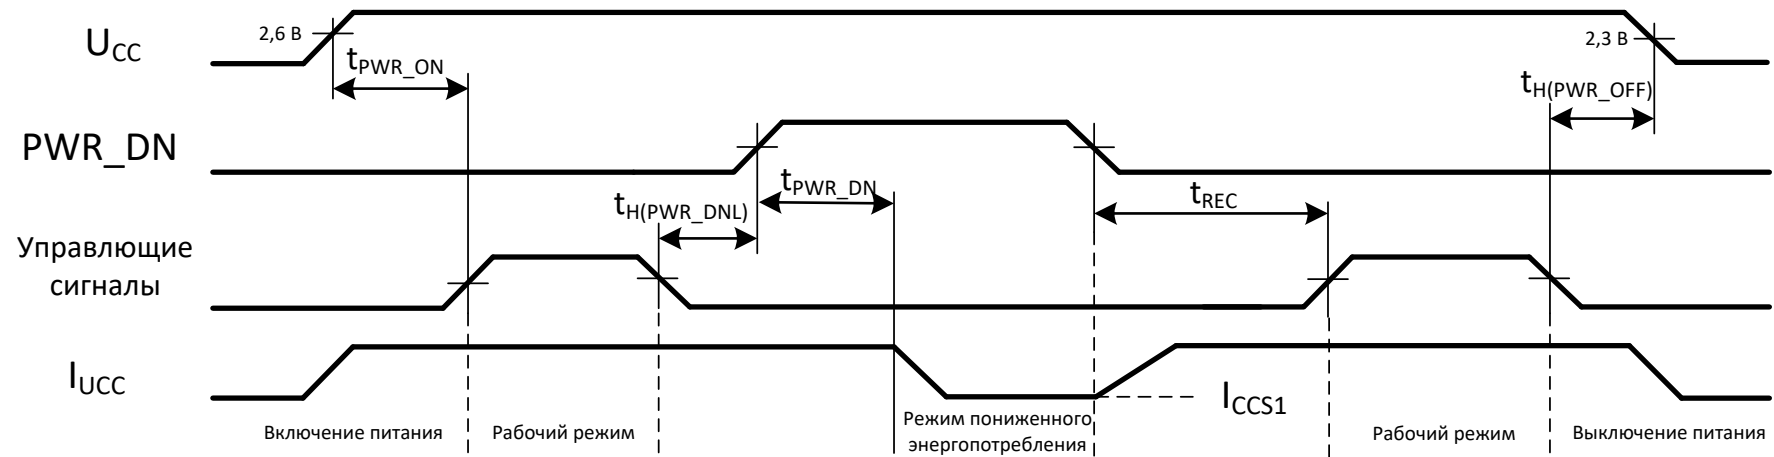 U_CC
2,6 В
t_PWR_ON
2,3 В
t_H(PWR_OFF)
PWR_DN
t_PWR_DN
t_H(PWR_DNL)
t_REC
Управлющие
сигналы
I_UCC
I_CCS1
Включение питания
Рабочий режим
Режим пониженного
энергопотребления
Рабочий режим
Выключение питания